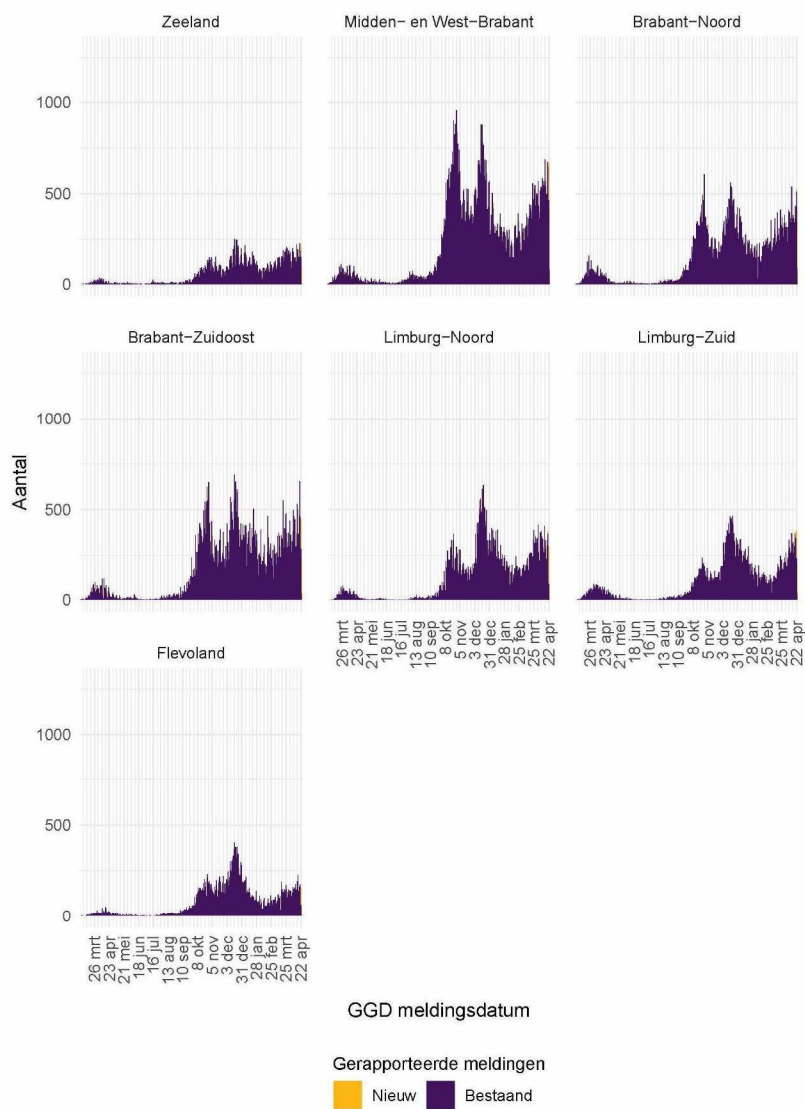 Zeeland
Midden- en West-Brabant
Brabant-Noord
1000
500
0
Brabant-Zuidoost
Limburg-Noord
Limburg-Zuid
1000
500
0
Aantal
26 mrt
23 apr
21 mei
18 jun
16 jul
13 aug
10 sep
8 okt
5 nov
3 dec
31 dec
28 jan
25 feb
25 mrt
22 apr
26 mrt
23 apr
21 mei
18 jun
16 jul
13 aug
10 sep
8 okt
5 nov
3 dec
31 dec
28 jan
25 feb
25 mrt
22 apr
Flevoland
1000
500
0
26 mrt
23 apr
21 mei
18 jun
16 jul
13 aug
10 sep
8 okt
5 nov
3 dec
31 dec
28 jan
25 feb
25 mrt
22 apr
GGD meldingsdatum
Gerapporteerde meldingen
Nieuw
Bestaand